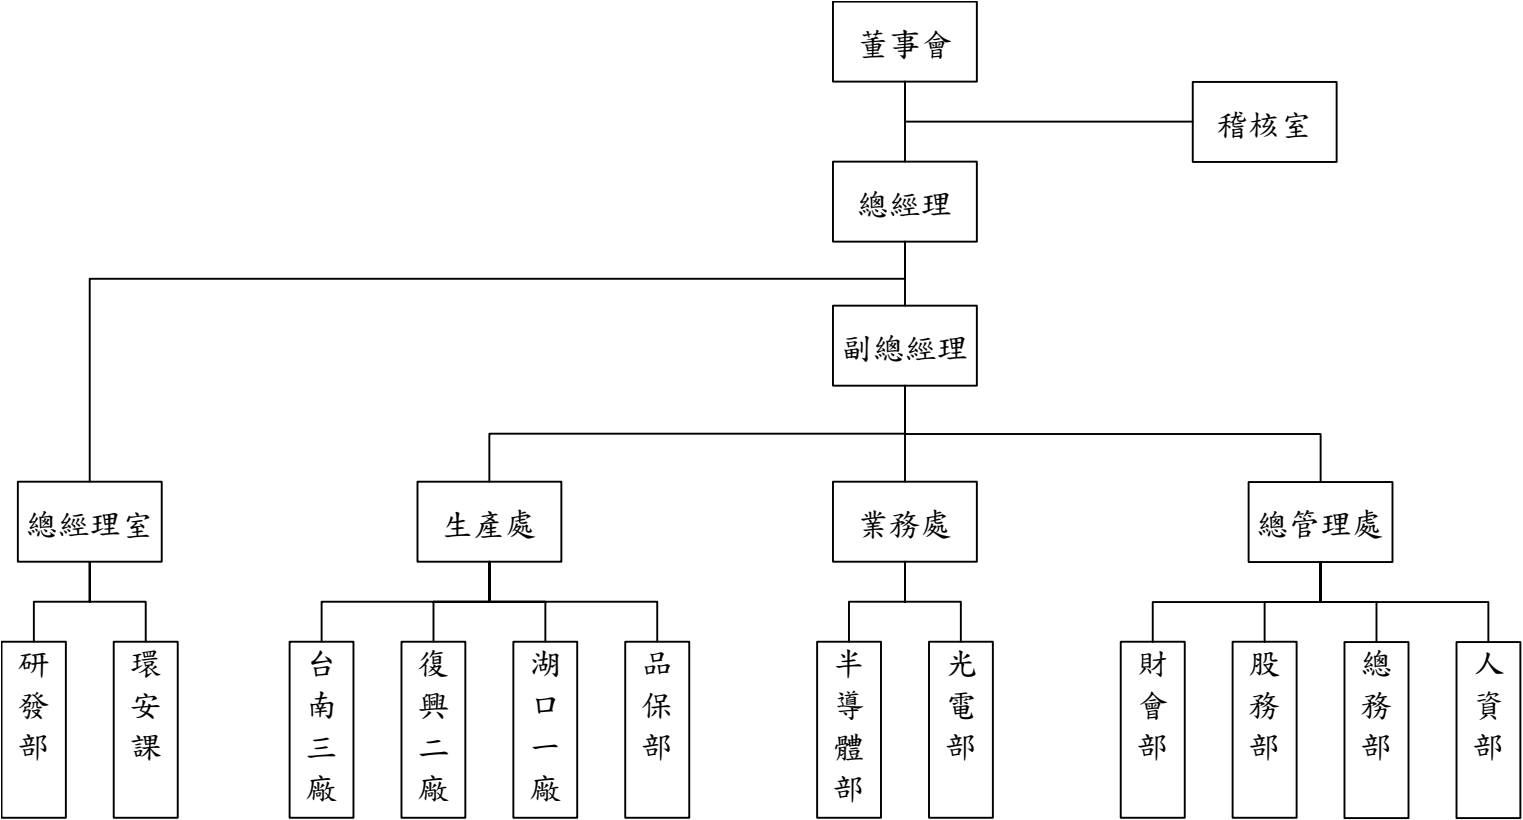 董事會
稽核室
總經理
副總經理
總經理室
生產處
業務處
總管理處
研發部
環安課
台南三廠
復興二廠
湖口一廠
品保部
半導體部
光電部
財會部
股務部
總務部
人資部